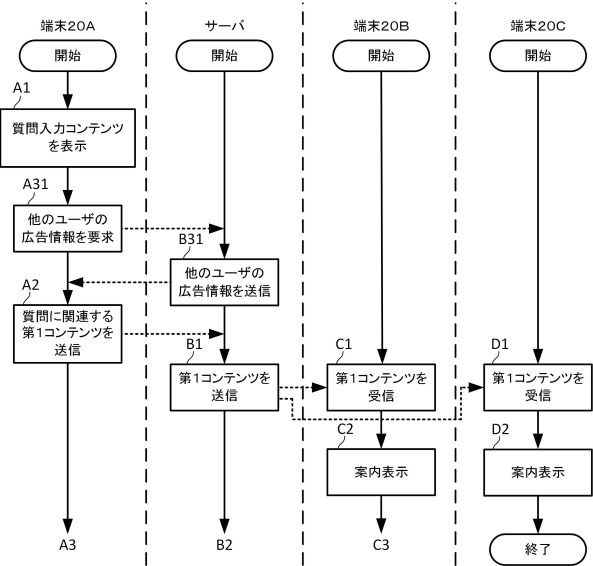 端末20A
サーバ
端末20B
端末20C
開始
開始
開始
開始
A1
質問入力コンテンツ
を表示
A31
他のユーザの
広告情報を要求
B31
他のユーザの
広告情報を送信
A2
質問に関連する
第1コンテンツを
送信
B1
第1コンテンツを
送信
C1
第1コンテンツを
受信
D1
第1コンテンツを
受信
C2
案内表示
D2
案内表示
A3
B2
C3
終了